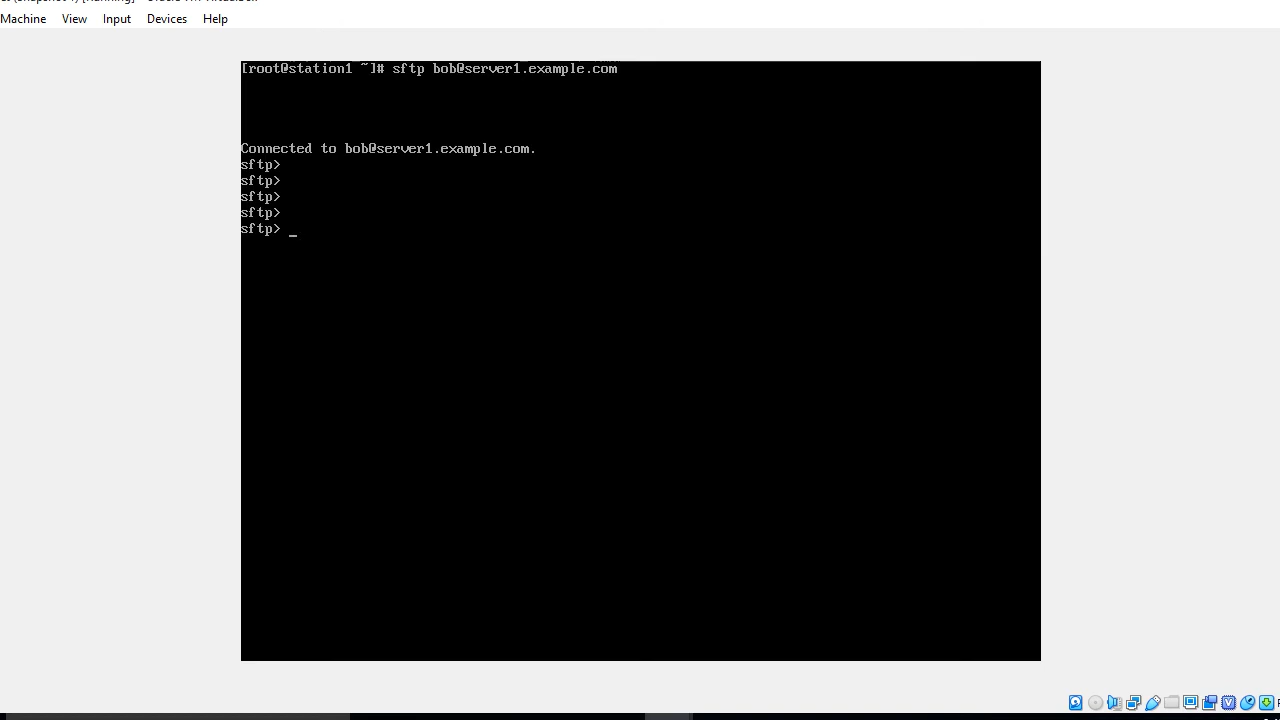 Machine View Input Devices Help
[root@station1 ~]# sftp bob@server1.example.com
Connected to bob@server1.example.com.
sftp>
sftp>
sftp>
sftp>
sftp> _